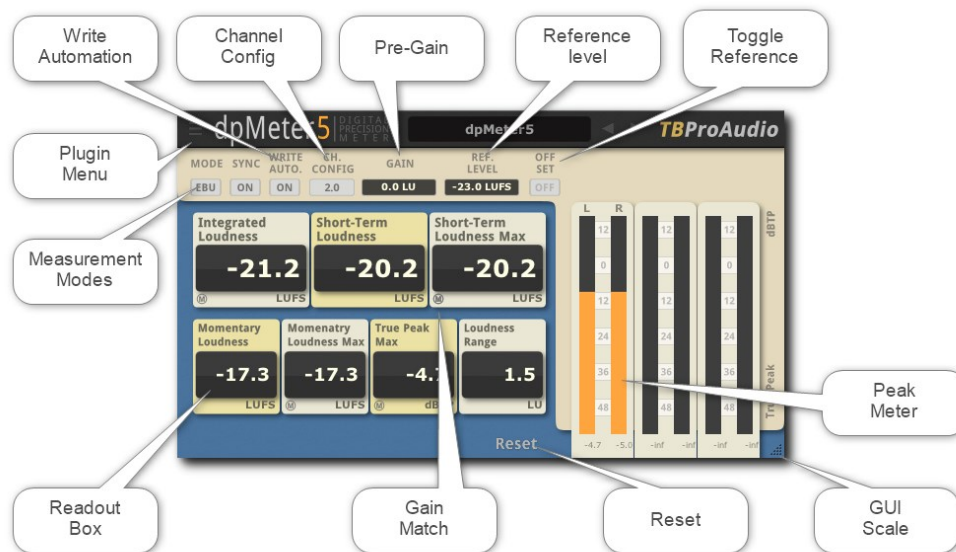 Write
Automation
Channel
Config
Pre-Gain
Reference
level
Toggle
Reference
Plugin
Menu
Measurement
Modes
dpMeter5
DIGITAL
PRECISION
METER
dpMeter5
TBProAudio
MODE
SYNC
WRITE
AUTO.
CH.
CONFIG
GAIN
REF.
LEVEL
OFF
SET
EBU
ON
ON
2.0
0.0 LU
-23.0 LUFS
OFF
Integrated
Loudness
-21.2
M
LUFS
Short-Term
Loudness
-20.2
LUFS
Short-Term
Loudness Max
-20.2
M
LUFS
Momentary
Loudness
-17.3
LUFS
Momenatry
Loudness Max
-17.3
M
LUFS
True Peak
Max
M
Loudness
Range
1.5
LU
Reset
L R
12 12 12
0 0 0
12 12 12
24 24 24
36 36 36
48 48 48
-4.7 -5.0 -inf -inf -inf -inf
dBTP
Peak
Meter
Readout
Box
Gain
Match
Reset
GUI
Scale